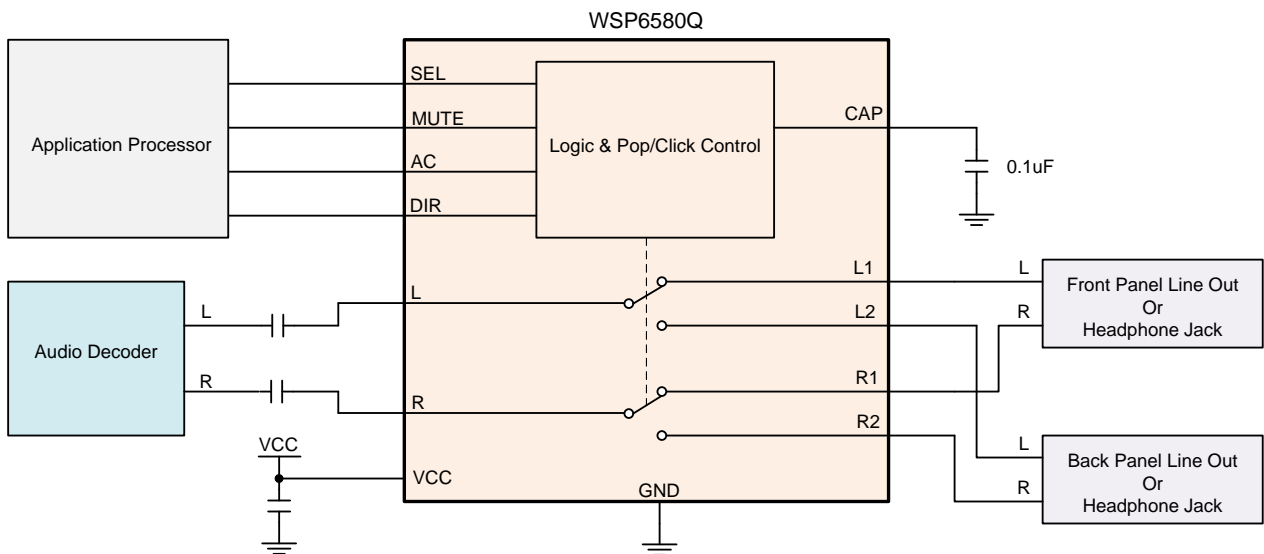 WSP6580Q
Application Processor
SEL
MUTE
AC
DIR
Logic & Pop/Click Control
CAP
0.1uF
Audio Decoder
L
R
L
R
VCC
VCC
GND
L1
L2
R1
R2
L
R
Front Panel Line Out
Or
Headphone Jack
L
R
Back Panel Line Out
Or
Headphone Jack